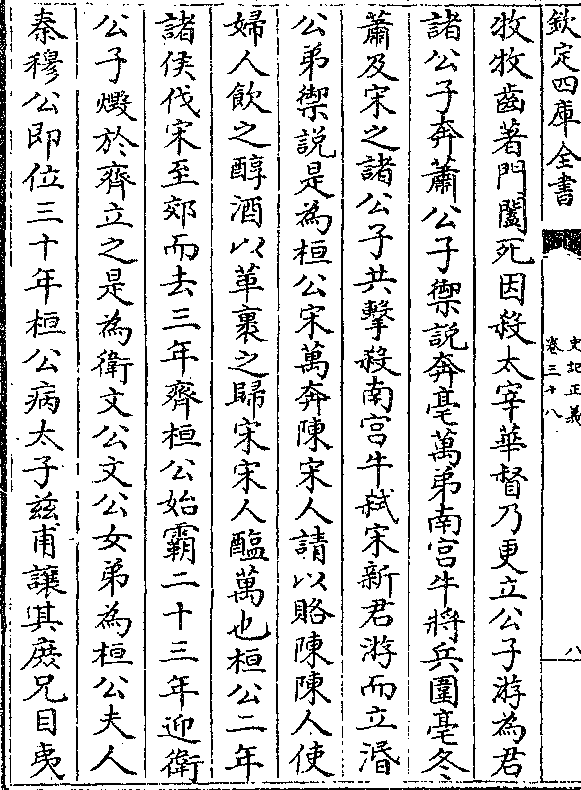 欽定四庫全書
史記正義
卷三十八
八
牧牧齒著門闔死因殺太宰華督乃更立公子游為君
諸公子奔蕭公子禦說奔亳萬弟南宮牛將兵圍亳冬
蕭及宋之諸公子共擊殺南宮牛弒宋新君游而立湣
公弟禦說是為桓公宋萬奔陳宋人請以賂陳陳人使
婦人飲之醇酒以革裹之歸宋宋人醢萬也桓公二年
諸侯伐宋至郊而去三年齊桓公始霸二十三年迎衛
公子燬於齊立之是為衛文公文公女弟為桓公夫人
秦穆公即位三十年桓公病太子兹甫讓其庶兄目夷